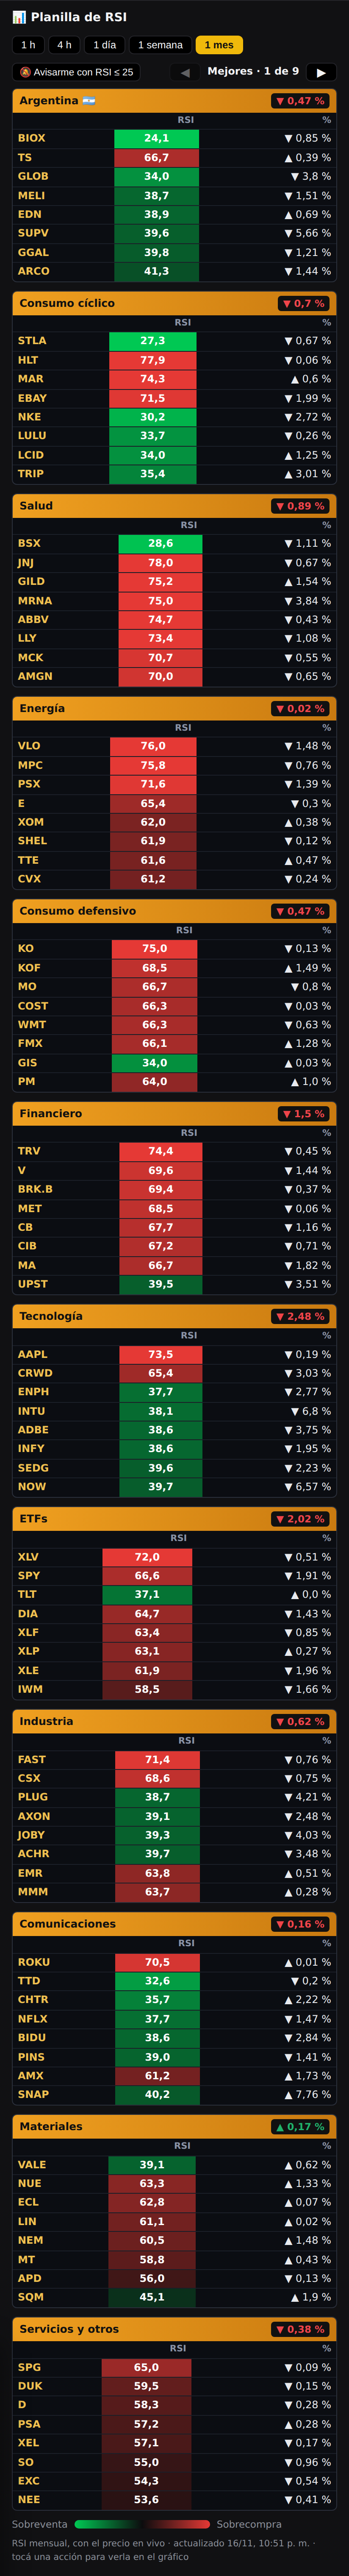 📊 Planilla de RSI
1 h 4 h 1 día 1 semana 1 mes
🔕 Avisarme con RSI ≤ 25 ◀ Mejores · 1 de 9 ▶
Argentina 🇦🇷 ▼ 0,47 %
RSI %
BIOX 24,1 ▼ 0,85 %
TS 66,7 ▲ 0,39 %
GLOB 34,0 ▼ 3,8 %
MELI 38,7 ▼ 1,51 %
EDN 38,9 ▲ 0,69 %
SUPV 39,6 ▼ 5,66 %
GGAL 39,8 ▼ 1,21 %
ARCO 41,3 ▼ 1,44 %
Consumo cíclico ▼ 0,7 %
RSI %
STLA 27,3 ▼ 0,67 %
HLT 77,9 ▼ 0,06 %
MAR 74,3 ▲ 0,6 %
EBAY 71,5 ▼ 1,99 %
NKE 30,2 ▼ 2,72 %
LULU 33,7 ▼ 0,26 %
LCID 34,0 ▲ 1,25 %
TRIP 35,4 ▲ 3,01 %
Salud ▼ 0,89 %
RSI %
BSX 28,6 ▼ 1,11 %
JNJ 78,0 ▼ 0,67 %
GILD 75,2 ▲ 1,54 %
MRNA 75,0 ▼ 3,84 %
ABBV 74,7 ▼ 0,43 %
LLY 73,4 ▼ 1,08 %
MCK 70,7 ▼ 0,55 %
AMGN 70,0 ▼ 0,65 %
Energía ▼ 0,02 %
RSI %
VLO 76,0 ▼ 1,48 %
MPC 75,8 ▼ 0,76 %
PSX 71,6 ▼ 1,39 %
E 65,4 ▼ 0,3 %
XOM 62,0 ▲ 0,38 %
SHEL 61,9 ▼ 0,12 %
TTE 61,6 ▲ 0,47 %
CVX 61,2 ▼ 0,24 %
Consumo defensivo ▼ 0,47 %
RSI %
KO 75,0 ▼ 0,13 %
KOF 68,5 ▲ 1,49 %
MO 66,7 ▼ 0,8 %
COST 66,3 ▼ 0,03 %
WMT 66,3 ▼ 0,63 %
FMX 66,1 ▲ 1,28 %
GIS 34,0 ▲ 0,03 %
PM 64,0 ▲ 1,0 %
Financiero ▼ 1,5 %
RSI %
TRV 74,4 ▼ 0,45 %
V 69,6 ▼ 1,44 %
BRK.B 69,4 ▼ 0,37 %
MET 68,5 ▼ 0,06 %
CB 67,7 ▼ 1,16 %
CIB 67,2 ▼ 0,71 %
MA 66,7 ▼ 1,82 %
UPST 39,5 ▼ 3,51 %
Tecnología ▼ 2,48 %
RSI %
AAPL 73,5 ▼ 0,19 %
CRWD 65,4 ▼ 3,03 %
ENPH 37,7 ▼ 2,77 %
INTU 38,1 ▼ 6,8 %
ADBE 38,6 ▼ 3,75 %
INFY 38,6 ▼ 1,95 %
SEDG 39,6 ▼ 2,23 %
NOW 39,7 ▼ 6,57 %
ETFs ▼ 2,02 %
RSI %
XLV 72,0 ▼ 0,51 %
SPY 66,6 ▼ 1,91 %
TLT 37,1 ▲ 0,0 %
DIA 64,7 ▼ 1,43 %
XLF 63,4 ▼ 0,85 %
XLP 63,1 ▲ 0,27 %
XLE 61,9 ▼ 1,96 %
IWM 58,5 ▼ 1,66 %
Industria ▼ 0,62 %
RSI %
FAST 71,4 ▼ 0,76 %
CSX 68,6 ▼ 0,75 %
PLUG 38,7 ▼ 4,21 %
AXON 39,1 ▼ 2,48 %
JOBY 39,3 ▼ 4,03 %
ACHR 39,7 ▼ 3,48 %
EMR 63,8 ▲ 0,51 %
MMM 63,7 ▲ 0,28 %
Comunicaciones ▼ 0,16 %
RSI %
ROKU 70,5 ▲ 0,01 %
TTD 32,6 ▼ 0,2 %
CHTR 35,7 ▲ 2,22 %
NFLX 37,7 ▼ 1,47 %
BIDU 38,6 ▼ 2,84 %
PINS 39,0 ▼ 1,41 %
AMX 61,2 ▲ 1,73 %
SNAP 40,2 ▲ 7,76 %
Materiales ▲ 0,17 %
RSI %
VALE 39,1 ▲ 0,62 %
NUE 63,3 ▲ 1,33 %
ECL 62,8 ▲ 0,07 %
LIN 61,1 ▲ 0,02 %
NEM 60,5 ▲ 1,48 %
MT 58,8 ▲ 0,43 %
APD 56,0 ▼ 0,13 %
SQM 45,1 ▲ 1,9 %
Servicios y otros ▼ 0,38 %
RSI %
SPG 65,0 ▼ 0,09 %
DUK 59,5 ▼ 0,15 %
D 58,3 ▼ 0,28 %
PSA 57,2 ▲ 0,28 %
XEL 57,1 ▼ 0,17 %
SO 55,0 ▼ 0,96 %
EXC 54,3 ▼ 0,54 %
NEE 53,6 ▼ 0,41 %
Sobreventa Sobrecompra
RSI mensual, con el precio en vivo · actualizado 16/11, 10:51 p. m. ·
tocá una acción para verla en el gráfico